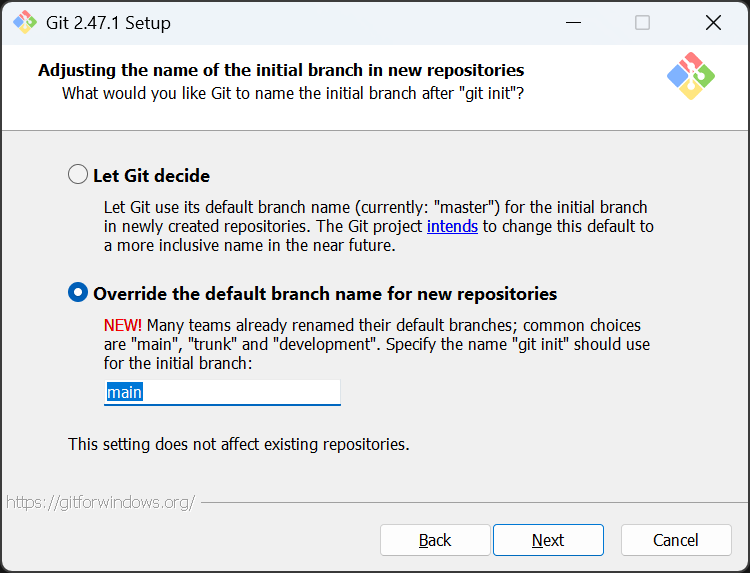 Git 2.47.1 Setup
Adjusting the name of the initial branch in new repositories
What would you like Git to name the initial branch after "git init"?
Let Git decide
Let Git use its default branch name (currently: "master") for the initial branch
in newly created repositories. The Git project intends to change this default to
a more inclusive name in the near future.
Override the default branch name for new repositories
NEW! Many teams already renamed their default branches; common choices
are "main", "trunk" and "development". Specify the name "git init" should use
for the initial branch:
main
This setting does not affect existing repositories.
https://gitforwindows.org/
Back Next Cancel